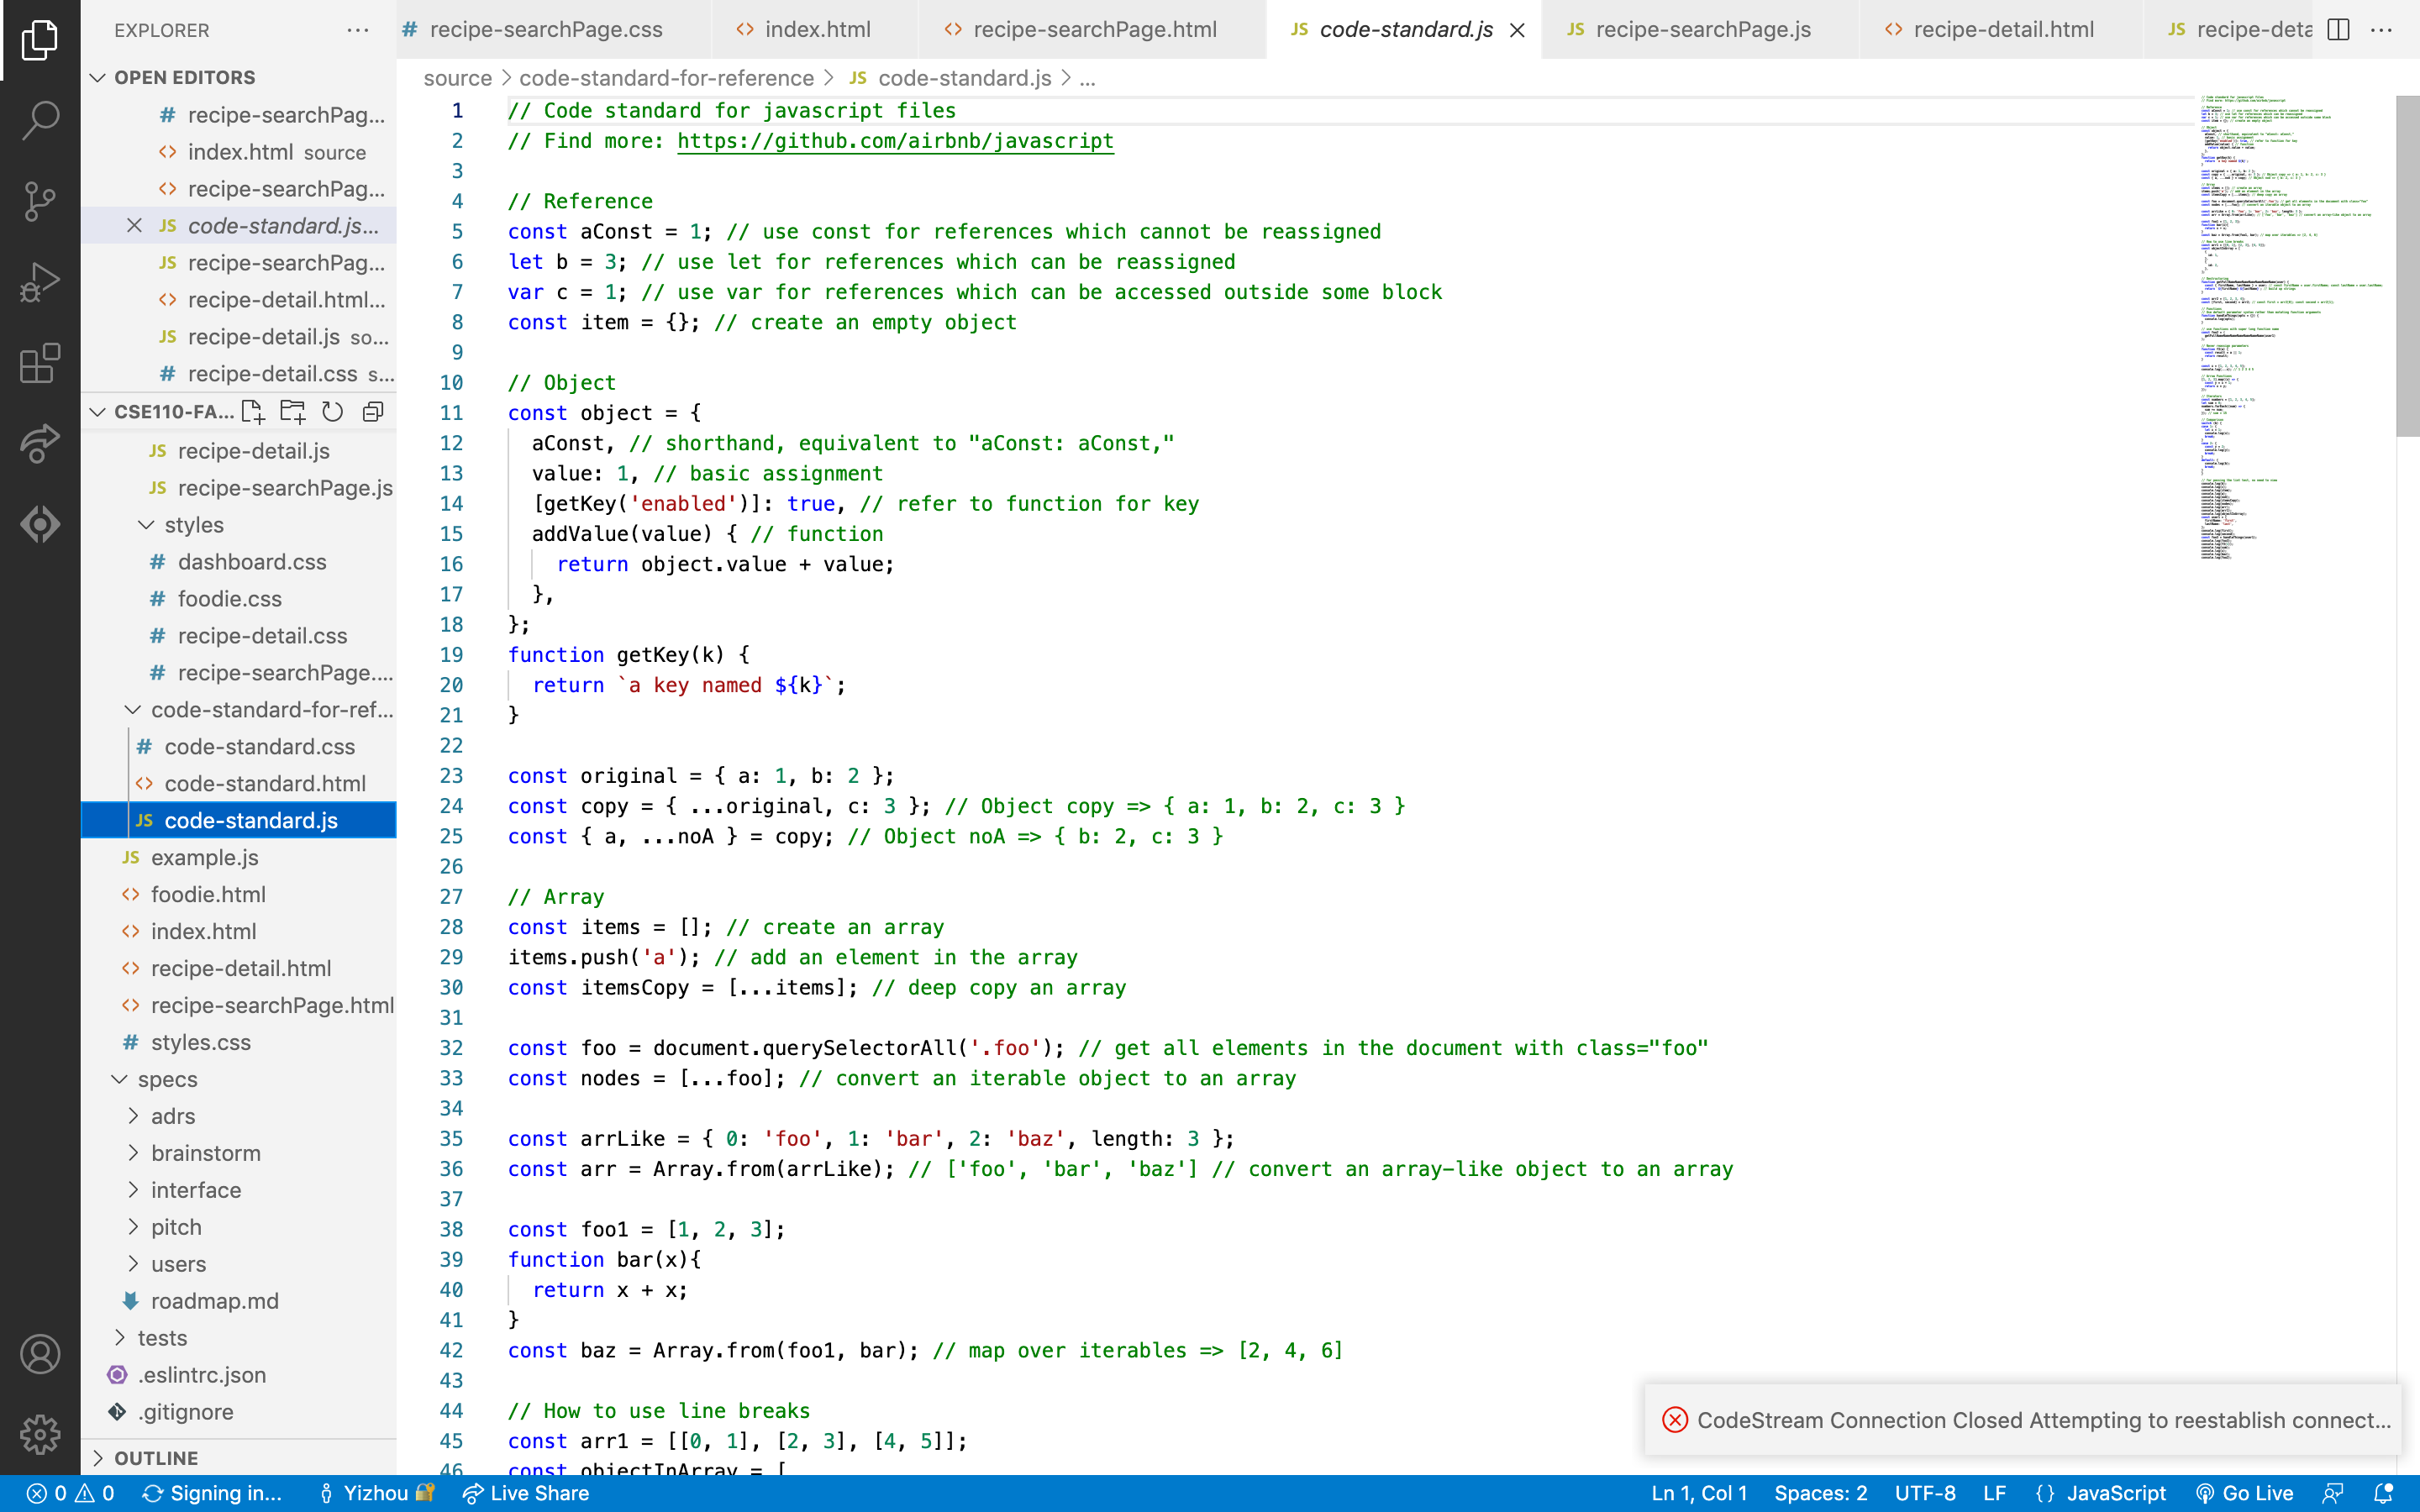 EXPLORER
OPEN EDITORS
# recipe-searchPag...
<> index.html source
<> recipe-searchPag...
JS code-standard.js...
JS recipe-searchPag...
<> recipe-detail.html...
JS recipe-detail.js so...
# recipe-detail.css s...
CSE110-FA...
JS recipe-detail.js
JS recipe-searchPage.js
styles
# dashboard.css
# foodie.css
# recipe-detail.css
# recipe-searchPage....
code-standard-for-ref...
# code-standard.css
<> code-standard.html
JS code-standard.js
JS example.js
<> foodie.html
<> index.html
<> recipe-detail.html
<> recipe-searchPage.html
# styles.css
specs
adrs
brainstorm
interface
pitch
users
roadmap.md
tests
.eslintrc.json
.gitignore
OUTLINE
# recipe-searchPage.css <> index.html <> recipe-searchPage.html JS code-standard.js JS recipe-searchPage.js <> recipe-detail.html JS recipe-deta
source > code-standard-for-reference > JS code-standard.js > ...
1 // Code standard for javascript files
2 // Find more: https://github.com/airbnb/javascript
3
4 // Reference
5 const aConst = 1; // use const for references which cannot be reassigned
6 let b = 3; // use let for references which can be reassigned
7 var c = 1; // use var for references which can be accessed outside some block
8 const item = {}; // create an empty object
9
10 // Object
11 const object = {
12 aConst, // shorthand, equivalent to "aConst: aConst,"
13 value: 1, // basic assignment
14 [getKey('enabled')]: true, // refer to function for key
15 addValue(value) { // function
16 return object.value + value;
17 },
18 };
19 function getKey(k) {
20 return `a key named ${k}`;
21 }
22
23 const original = { a: 1, b: 2 };
24 const copy = { ...original, c: 3 }; // Object copy => { a: 1, b: 2, c: 3 }
25 const { a, ...noA } = copy; // Object noA => { b: 2, c: 3 }
26
27 // Array
28 const items = []; // create an array
29 items.push('a'); // add an element in the array
30 const itemsCopy = [...items]; // deep copy an array
31
32 const foo = document.querySelectorAll('.foo'); // get all elements in the document with class="foo"
33 const nodes = [...foo]; // convert an iterable object to an array
34
35 const arrLike = { 0: 'foo', 1: 'bar', 2: 'baz', length: 3 };
36 const arr = Array.from(arrLike); // ['foo', 'bar', 'baz'] // convert an array-like object to an array
37
38 const foo1 = [1, 2, 3];
39 function bar(x){
40 return x + x;
41 }
42 const baz = Array.from(foo1, bar); // map over iterables => [2, 4, 6]
43
44 // How to use line breaks
45 const arr1 = [[0, 1], [2, 3], [4, 5]];
46 const objectInArray = [
CodeStream Connection Closed Attempting to reestablish connect...
0 0 Signing in... Yizhou Live Share Ln 1, Col 1 Spaces: 2 UTF-8 LF {} JavaScript Go Live